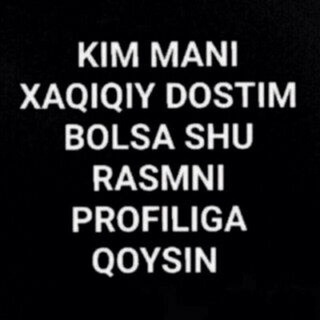 KIM MANI
XAQIQIY DOSTIM
BOLSA SHU
RASMNI
PROFILIGA
QOYSIN